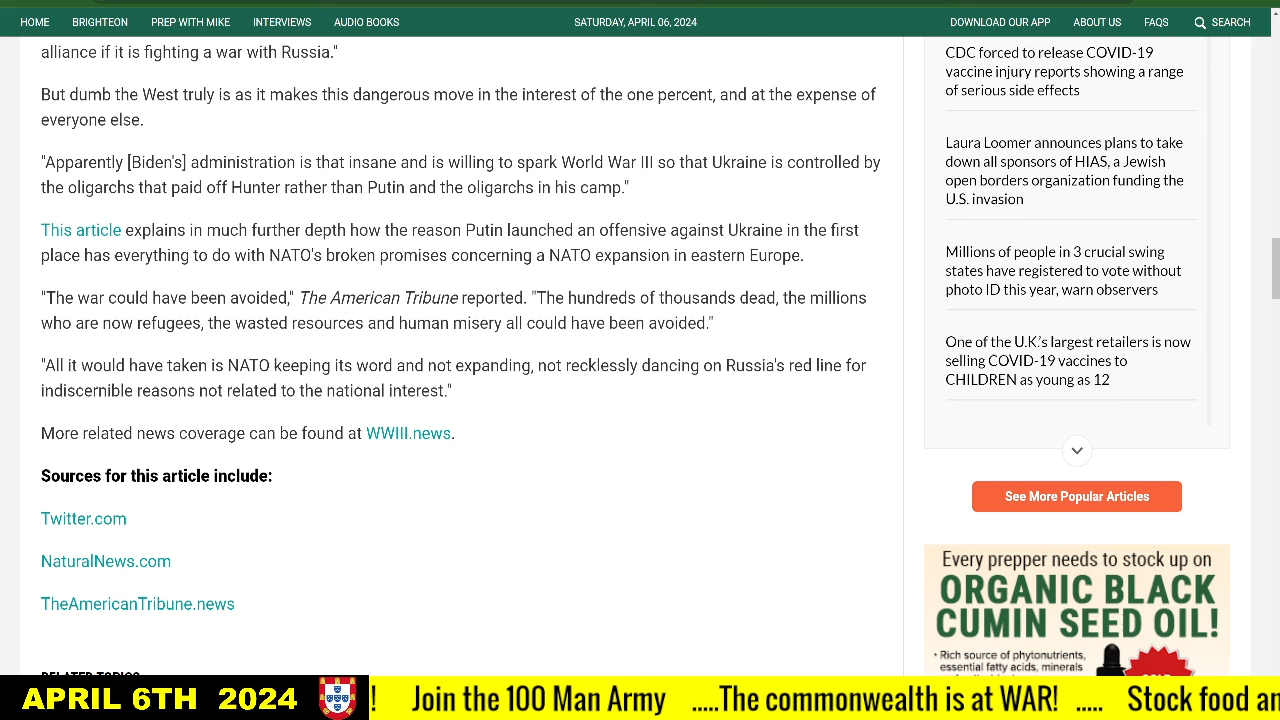 HOME BRIGHTEON PREP WITH MIKE INTERVIEWS AUDIO BOOKS SATURDAY, APRIL 06, 2024 DOWNLOAD OUR APP ABOUT US FAQS SEARCH
alliance if it is fighting a war with Russia."
But dumb the West truly is as it makes this dangerous move in the interest of the one percent, and at the expense of
everyone else.
"Apparently [Biden's] administration is that insane and is willing to spark World War III so that Ukraine is controlled by
the oligarchs that paid off Hunter rather than Putin and the oligarchs in his camp."
This article explains in much further depth how the reason Putin launched an offensive against Ukraine in the first
place has everything to do with NATO's broken promises concerning a NATO expansion in eastern Europe.
"The war could have been avoided," The American Tribune reported. "The hundreds of thousands dead, the millions
who are now refugees, the wasted resources and human misery all could have been avoided."
"All it would have taken is NATO keeping its word and not expanding, not recklessly dancing on Russia's red line for
indiscernible reasons not related to the national interest."
More related news coverage can be found at WWIII.news.
Sources for this article include:
Twitter.com
NaturalNews.com
TheAmericanTribune.news
RELATED TOPICS
CDC forced to release COVID-19
vaccine injury reports showing a range
of serious side effects
Laura Loomer announces plans to take
down all sponsors of HIAS, a Jewish
open borders organization funding the
U.S. invasion
Millions of people in 3 crucial swing
states have registered to vote without
photo ID this year, warn observers
One of the U.K.'s largest retailers is now
selling COVID-19 vaccines to
CHILDREN as young as 12
See More Popular Articles
Every prepper needs to stock up on
ORGANIC BLACK
CUMIN SEED OIL!
• Rich source of phytonutrients,
essential fatty acids, minerals
APRIL 6TH 2024 ! Join the 100 Man Army .....The commonwealth is at WAR! ..... Stock food an